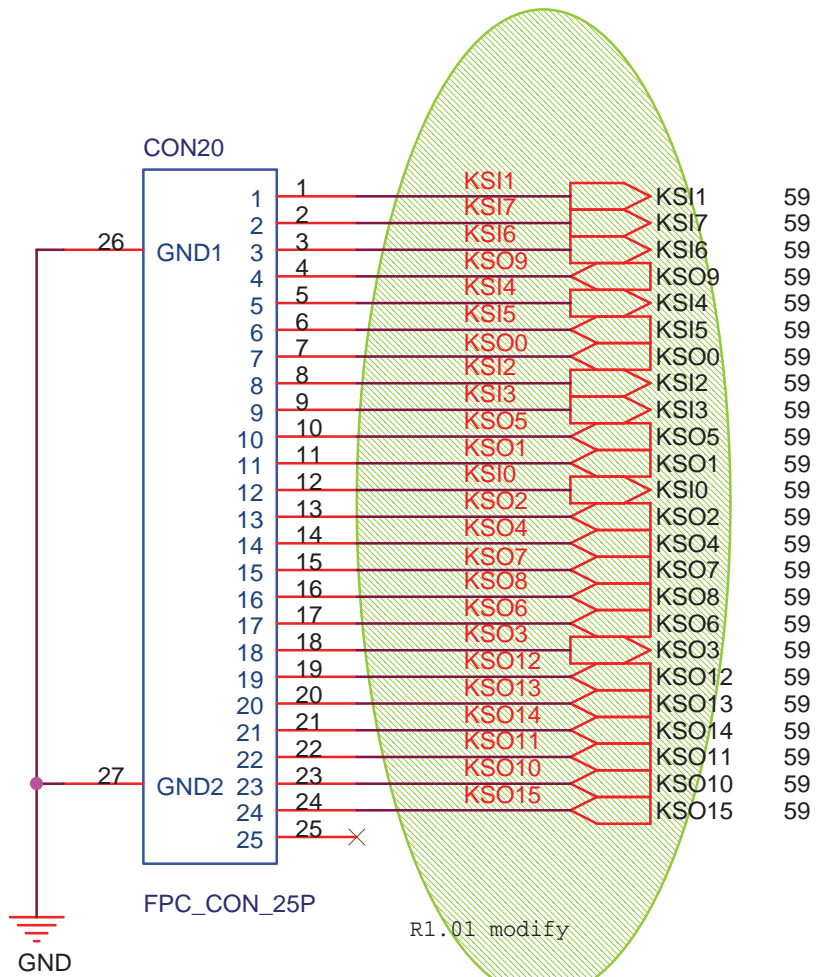 CON20
1 1 KSI1 KSI1 59
2 2 KSI7 KSI7 59
26 GND1 3 3 KSI6 KSI6 59
4 4 KSO9 KSO9 59
5 5 KSI4 KSI4 59
6 6 KSI5 KSI5 59
7 7 KSO0 KSO0 59
8 8 KSI2 KSI2 59
9 9 KSI3 KSI3 59
10 10 KSO5 KSO5 59
11 11 KSO1 KSO1 59
12 12 KSI0 KSI0 59
13 13 KSO2 KSO2 59
14 14 KSO4 KSO4 59
15 15 KSO7 KSO7 59
16 16 KSO8 KSO8 59
17 17 KSO6 KSO6 59
18 18 KSO3 KSO3 59
19 19 KSO12 KSO12 59
20 20 KSO13 KSO13 59
21 21 KSO14 KSO14 59
22 22 KSO11 KSO11 59
27 GND2 23 23 KSO10 KSO10 59
24 24 KSO15 KSO15 59
25 25
FPC_CON_25P
R1.01 modify
GND